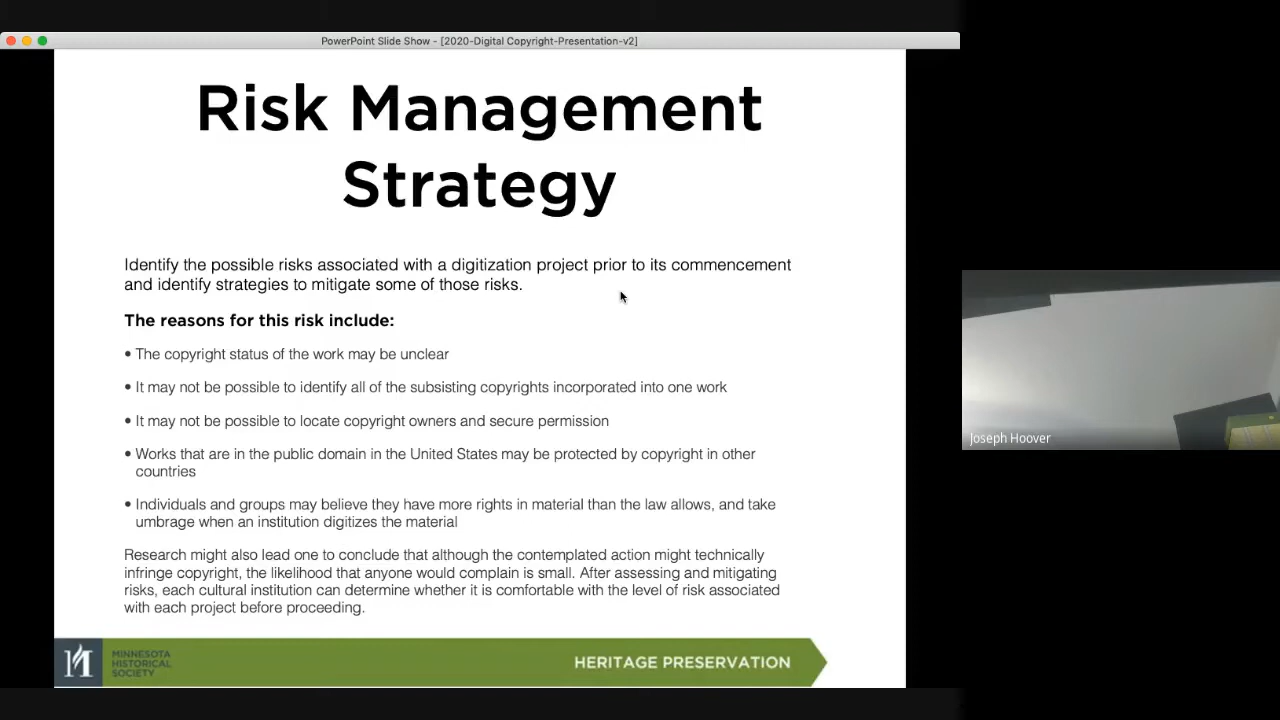 PowerPoint Slide Show - [2020-Digital Copyright-Presentation-v2]
Risk Management
Strategy
Identify the possible risks associated with a digitization project prior to its commencement
and identify strategies to mitigate some of those risks.
The reasons for this risk include:
• The copyright status of the work may be unclear
• It may not be possible to identify all of the subsisting copyrights incorporated into one work
• It may not be possible to locate copyright owners and secure permission
• Works that are in the public domain in the United States may be protected by copyright in other
countries
• Individuals and groups may believe they have more rights in material than the law allows, and take
umbrage when an institution digitizes the material
Research might also lead one to conclude that although the contemplated action might technically
infringe copyright, the likelihood that anyone would complain is small. After assessing and mitigating
risks, each cultural institution can determine whether it is comfortable with the level of risk associated
with each project before proceeding.
MINNESOTA
HISTORICAL
SOCIETY
HERITAGE PRESERVATION
Joseph Hoover